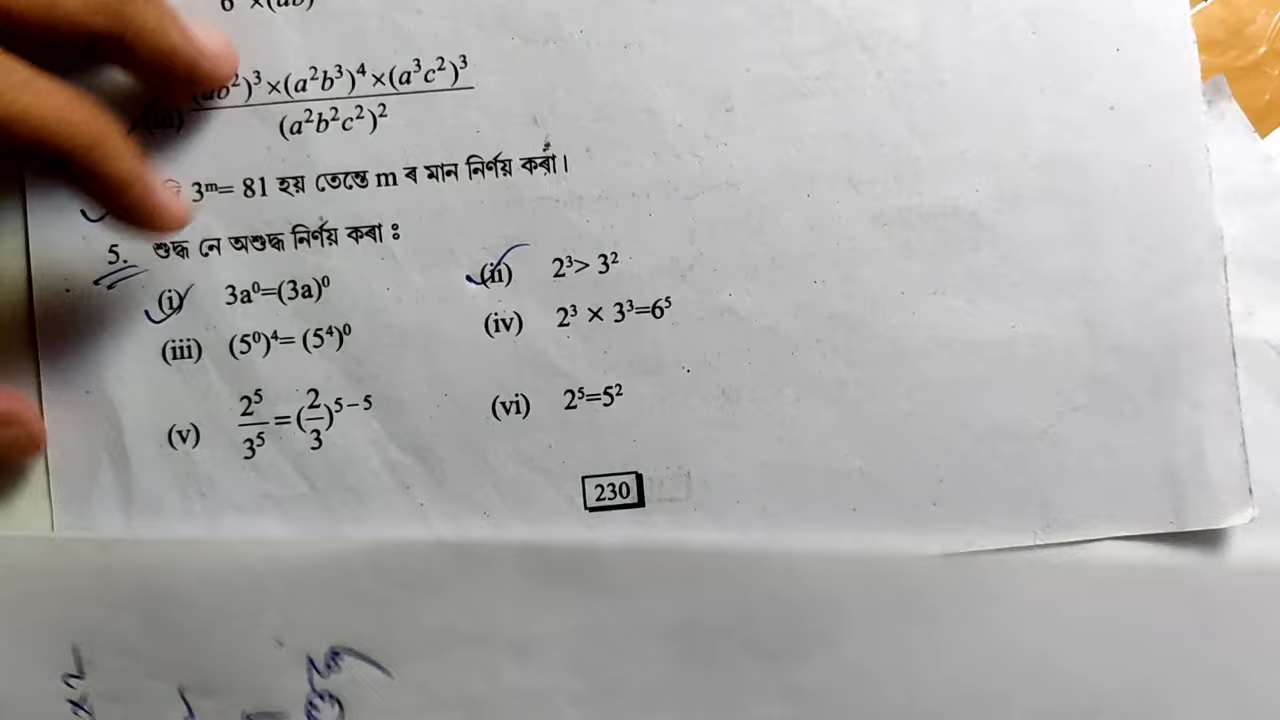 ×(ab)
b²)³×(a²b³)⁴×(a³c²)³
(a²b²c²)²
3ᵐ= 81 হয় তেন্তে m ৰ মান নিৰ্ণয় কৰা।
5. শুদ্ধ নে অশুদ্ধ নিৰ্ণয় কৰা ঃ
(i) 3a⁰=(3a)⁰ (ii) 2³> 3²
(iii) (5⁰)⁴= (5⁴)⁰ (iv) 2³ × 3³=6⁵
(v) 2⁵/3⁵ = (2/3)⁵⁻⁵ (vi) 2⁵=5²
230